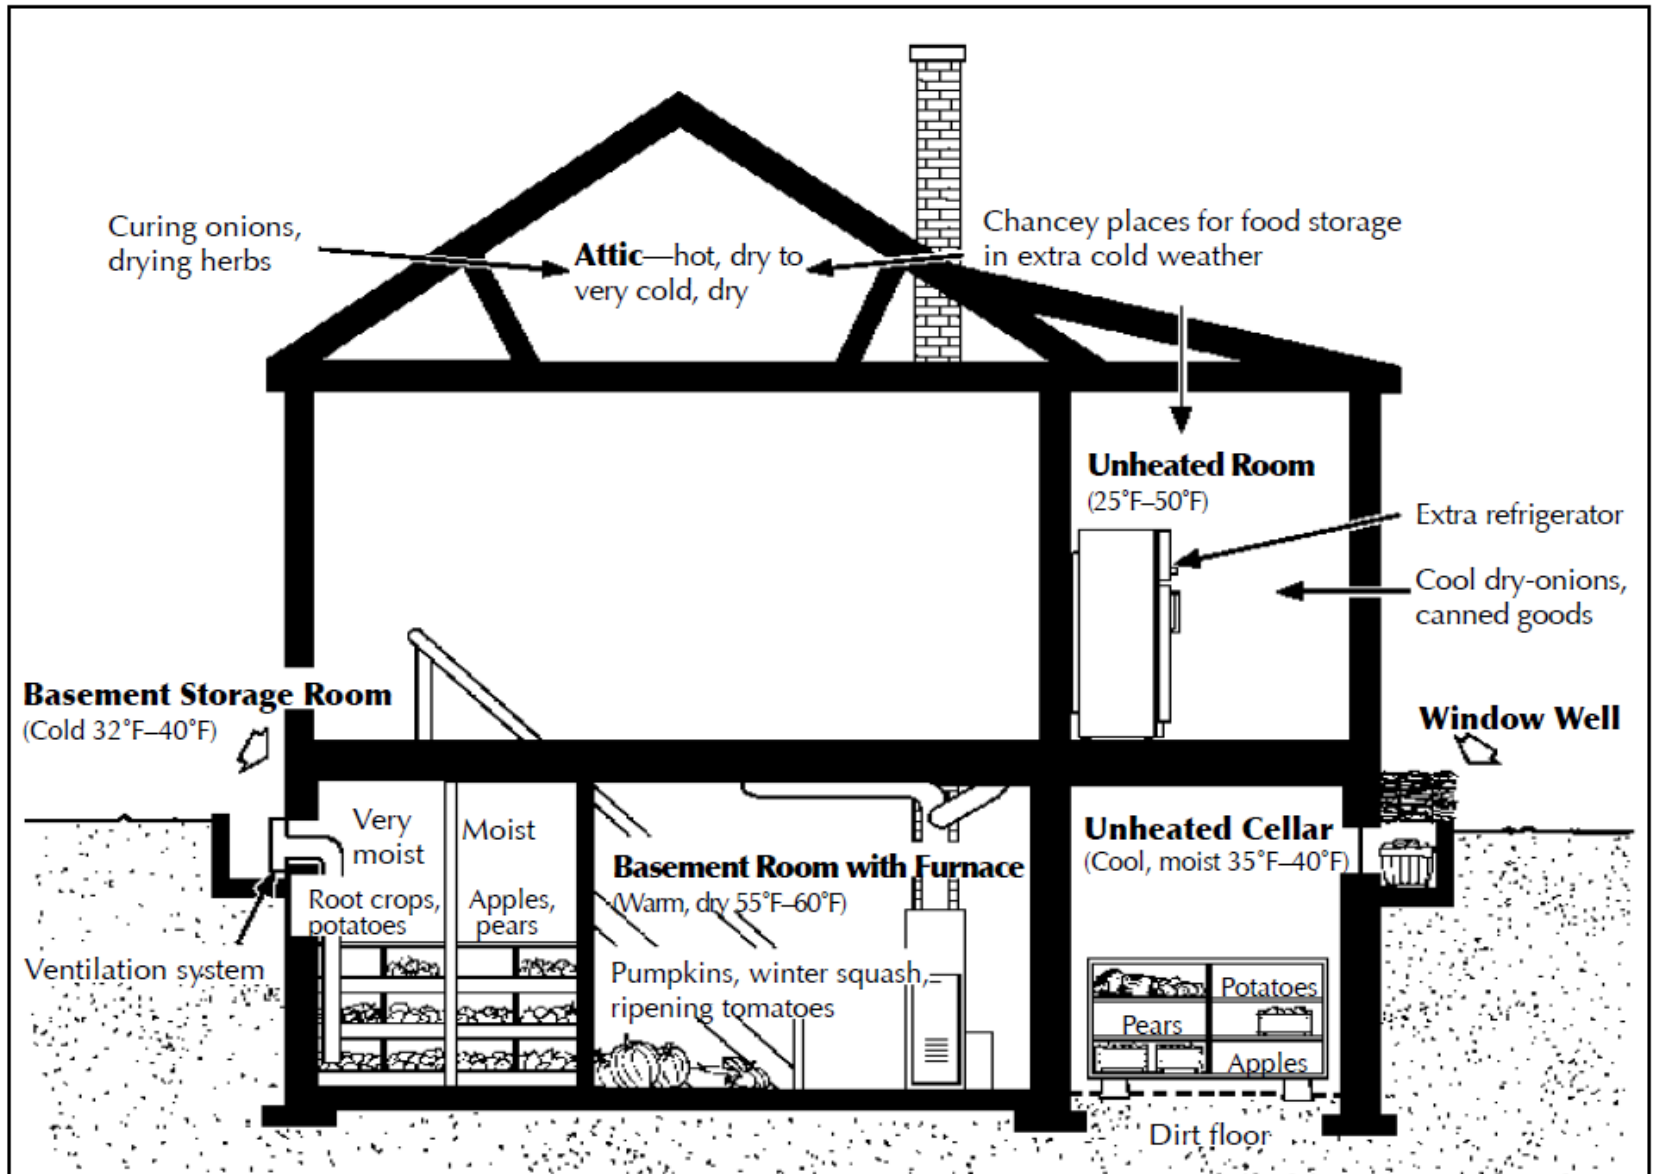 Curing onions,
drying herbs
Attic—hot, dry to
very cold, dry
Chancey places for food storage
in extra cold weather
Unheated Room
(25°F–50°F)
Extra refrigerator
Cool dry-onions,
canned goods
Basement Storage Room
(Cold 32°F–40°F)
Window Well
Very
moist
Moist
Root crops,
potatoes
Apples,
pears
Ventilation system
Basement Room with Furnace
(Warm, dry 55°F–60°F)
Pumpkins, winter squash,
ripening tomatoes
Unheated Cellar
(Cool, moist 35°F–40°F)
Potatoes
Pears
Apples
Dirt floor